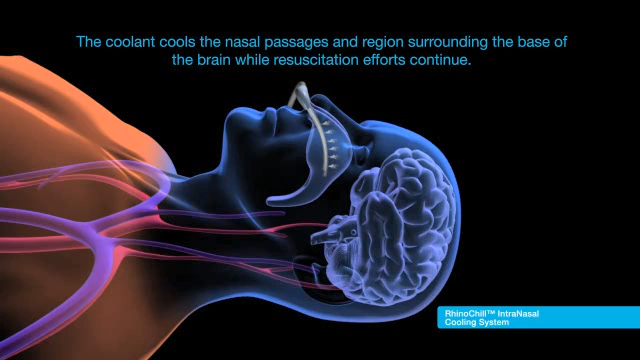 The coolant cools the nasal passages and region surrounding the base of
the brain while resuscitation efforts continue.
RhinoChill™ IntraNasal
Cooling System